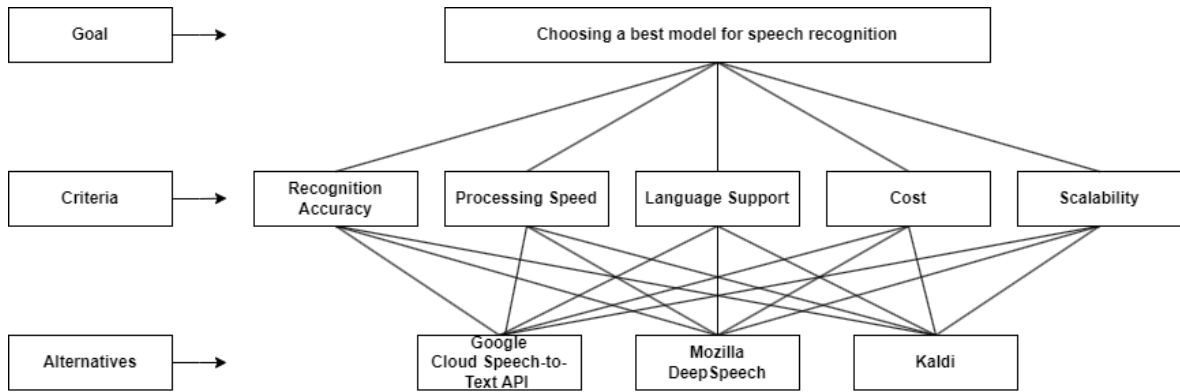 Goal
Choosing a best model for speech recognition
Criteria
Recognition
Accuracy
Processing Speed
Language Support
Cost
Scalability
Alternatives
Google
Cloud Speech-to-
Text API
Mozilla
DeepSpeech
Kaldi